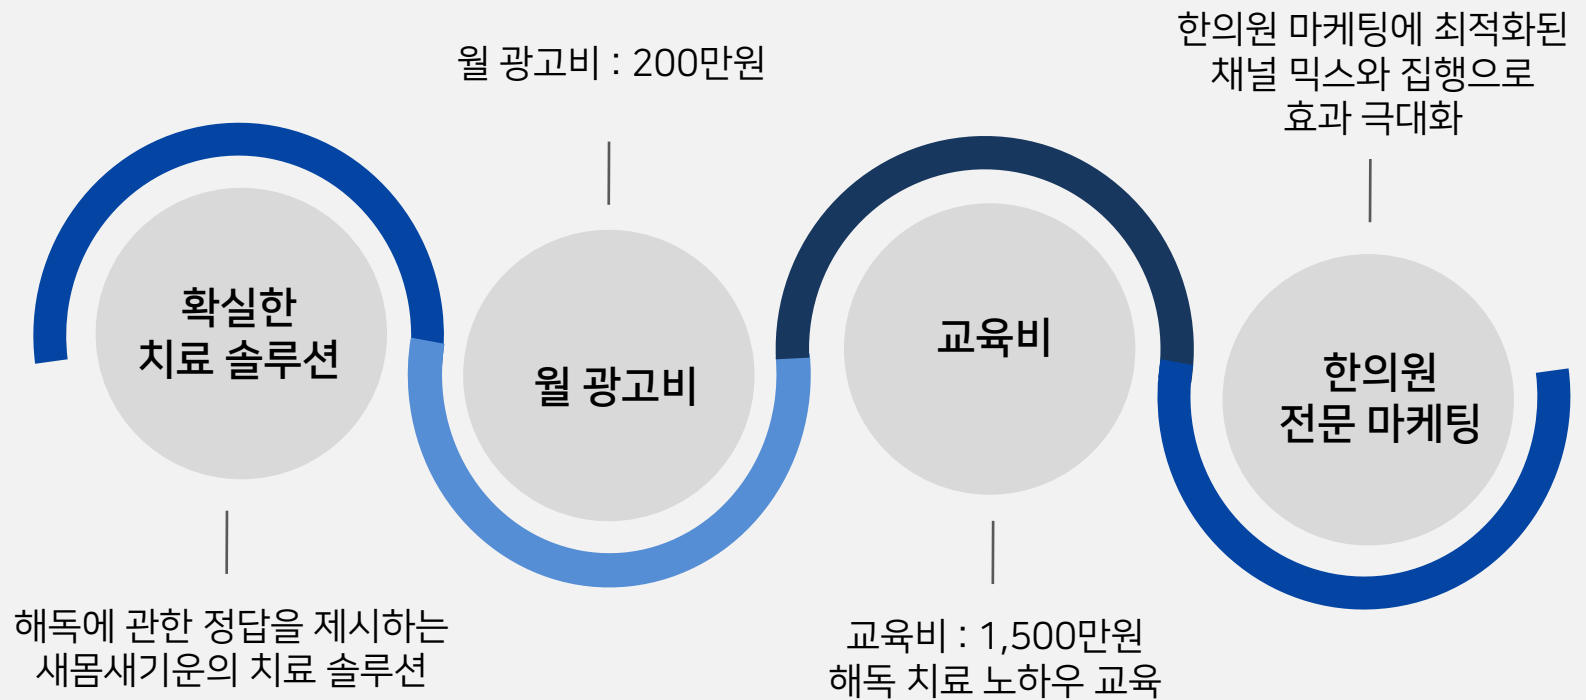 월 광고비 : 200만원
한의원 마케팅에 최적화된
채널 믹스와 집행으로
효과 극대화
확실한
치료 솔루션
월 광고비
교육비
한의원
전문 마케팅
해독에 관한 정답을 제시하는
새몸새기운의 치료 솔루션
교육비 : 1,500만원
해독 치료 노하우 교육